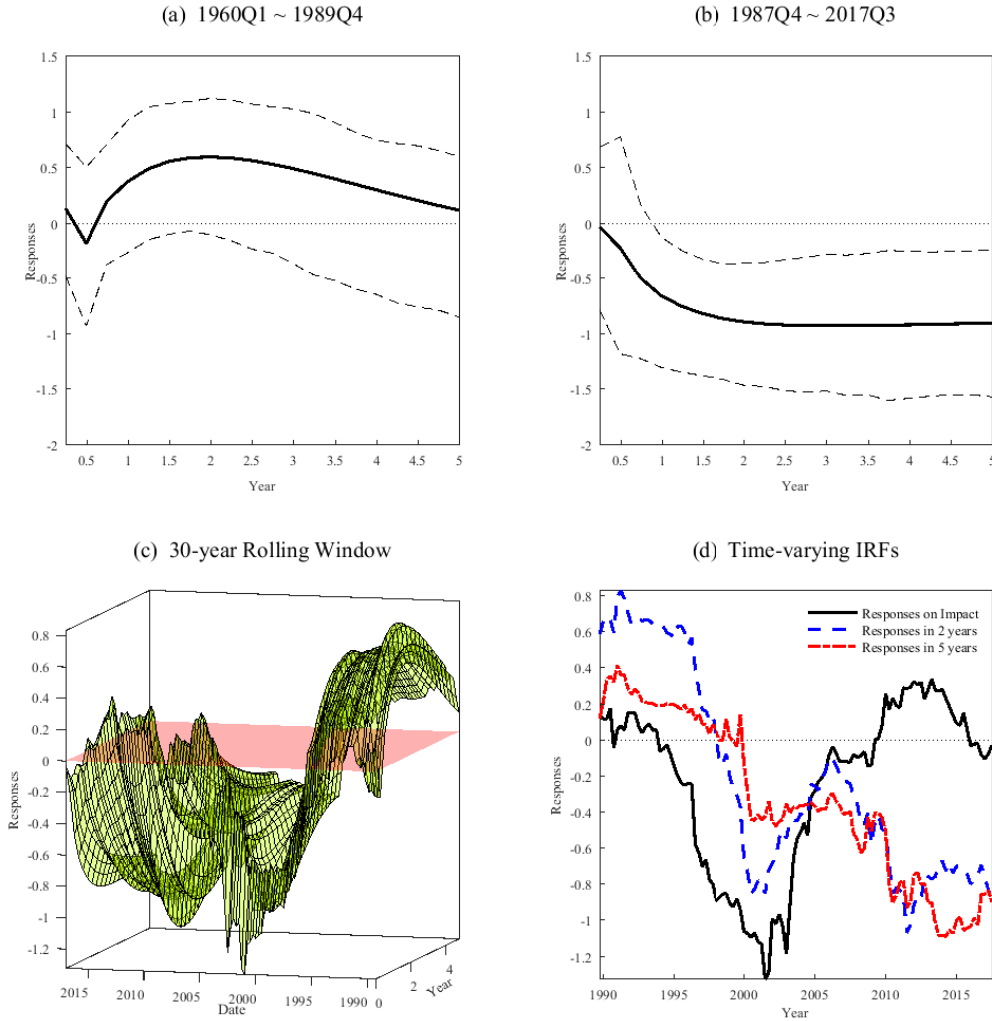 (a) 1960Q1 ~ 1989Q4
1.5
1
0.5
0
-0.5
-1
-1.5
-2
Responses
0.5 1 1.5 2 2.5 3 3.5 4 4.5 5
Year
(b) 1987Q4 ~ 2017Q3
1.5
1
0.5
0
-0.5
-1
-1.5
-2
Responses
0.5 1 1.5 2 2.5 3 3.5 4 4.5 5
Year
(c) 30-year Rolling Window
0.8
0.6
0.4
0.2
0
-0.2
-0.4
-0.6
-0.8
-1
-1.2
Responses
2015 2010 2005 2000 1995 1990
Date
0 2 4
Year
(d) Time-varying IRFs
Responses on Impact
Responses in 2 years
Responses in 5 years
0.8
0.6
0.4
0.2
0
-0.2
-0.4
-0.6
-0.8
-1
-1.2
Responses
1990 1995 2000 2005 2010 2015
Year